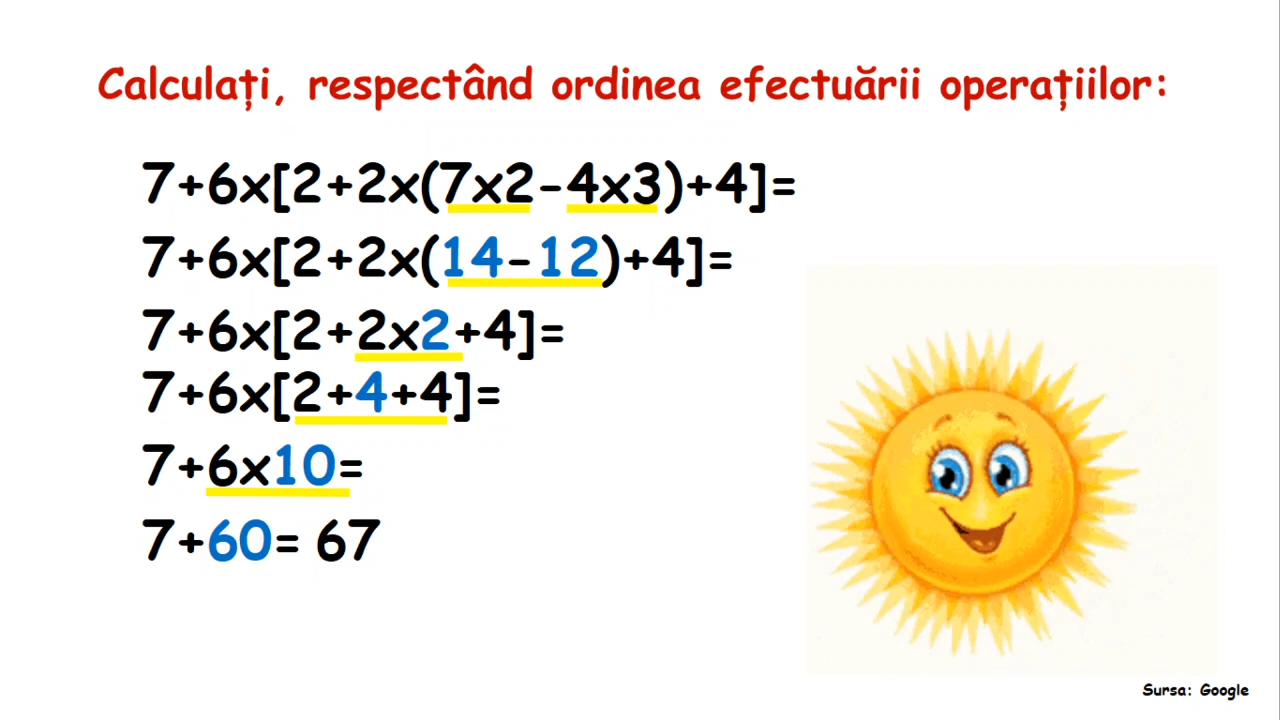 Calculați, respectând ordinea efectuării operațiilor:
7+6x[2+2x(7x2-4x3)+4]=
7+6x[2+2x(14-12)+4]=
7+6x[2+2x2+4]=
7+6x[2+4+4]=
7+6x10=
7+60= 67
Sursa: Google